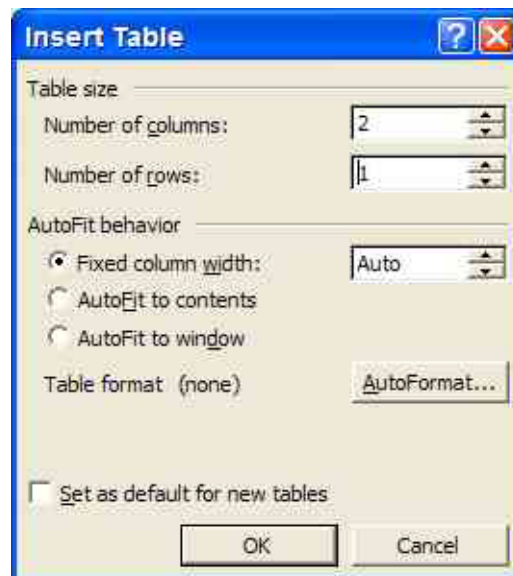 Insert Table
Table size
Number of columns: 2
Number of rows: 1
AutoFit behavior
Fixed column width: Auto
AutoFit to contents
AutoFit to window
Table format (none) AutoFormat...
Set as default for new tables
OK Cancel